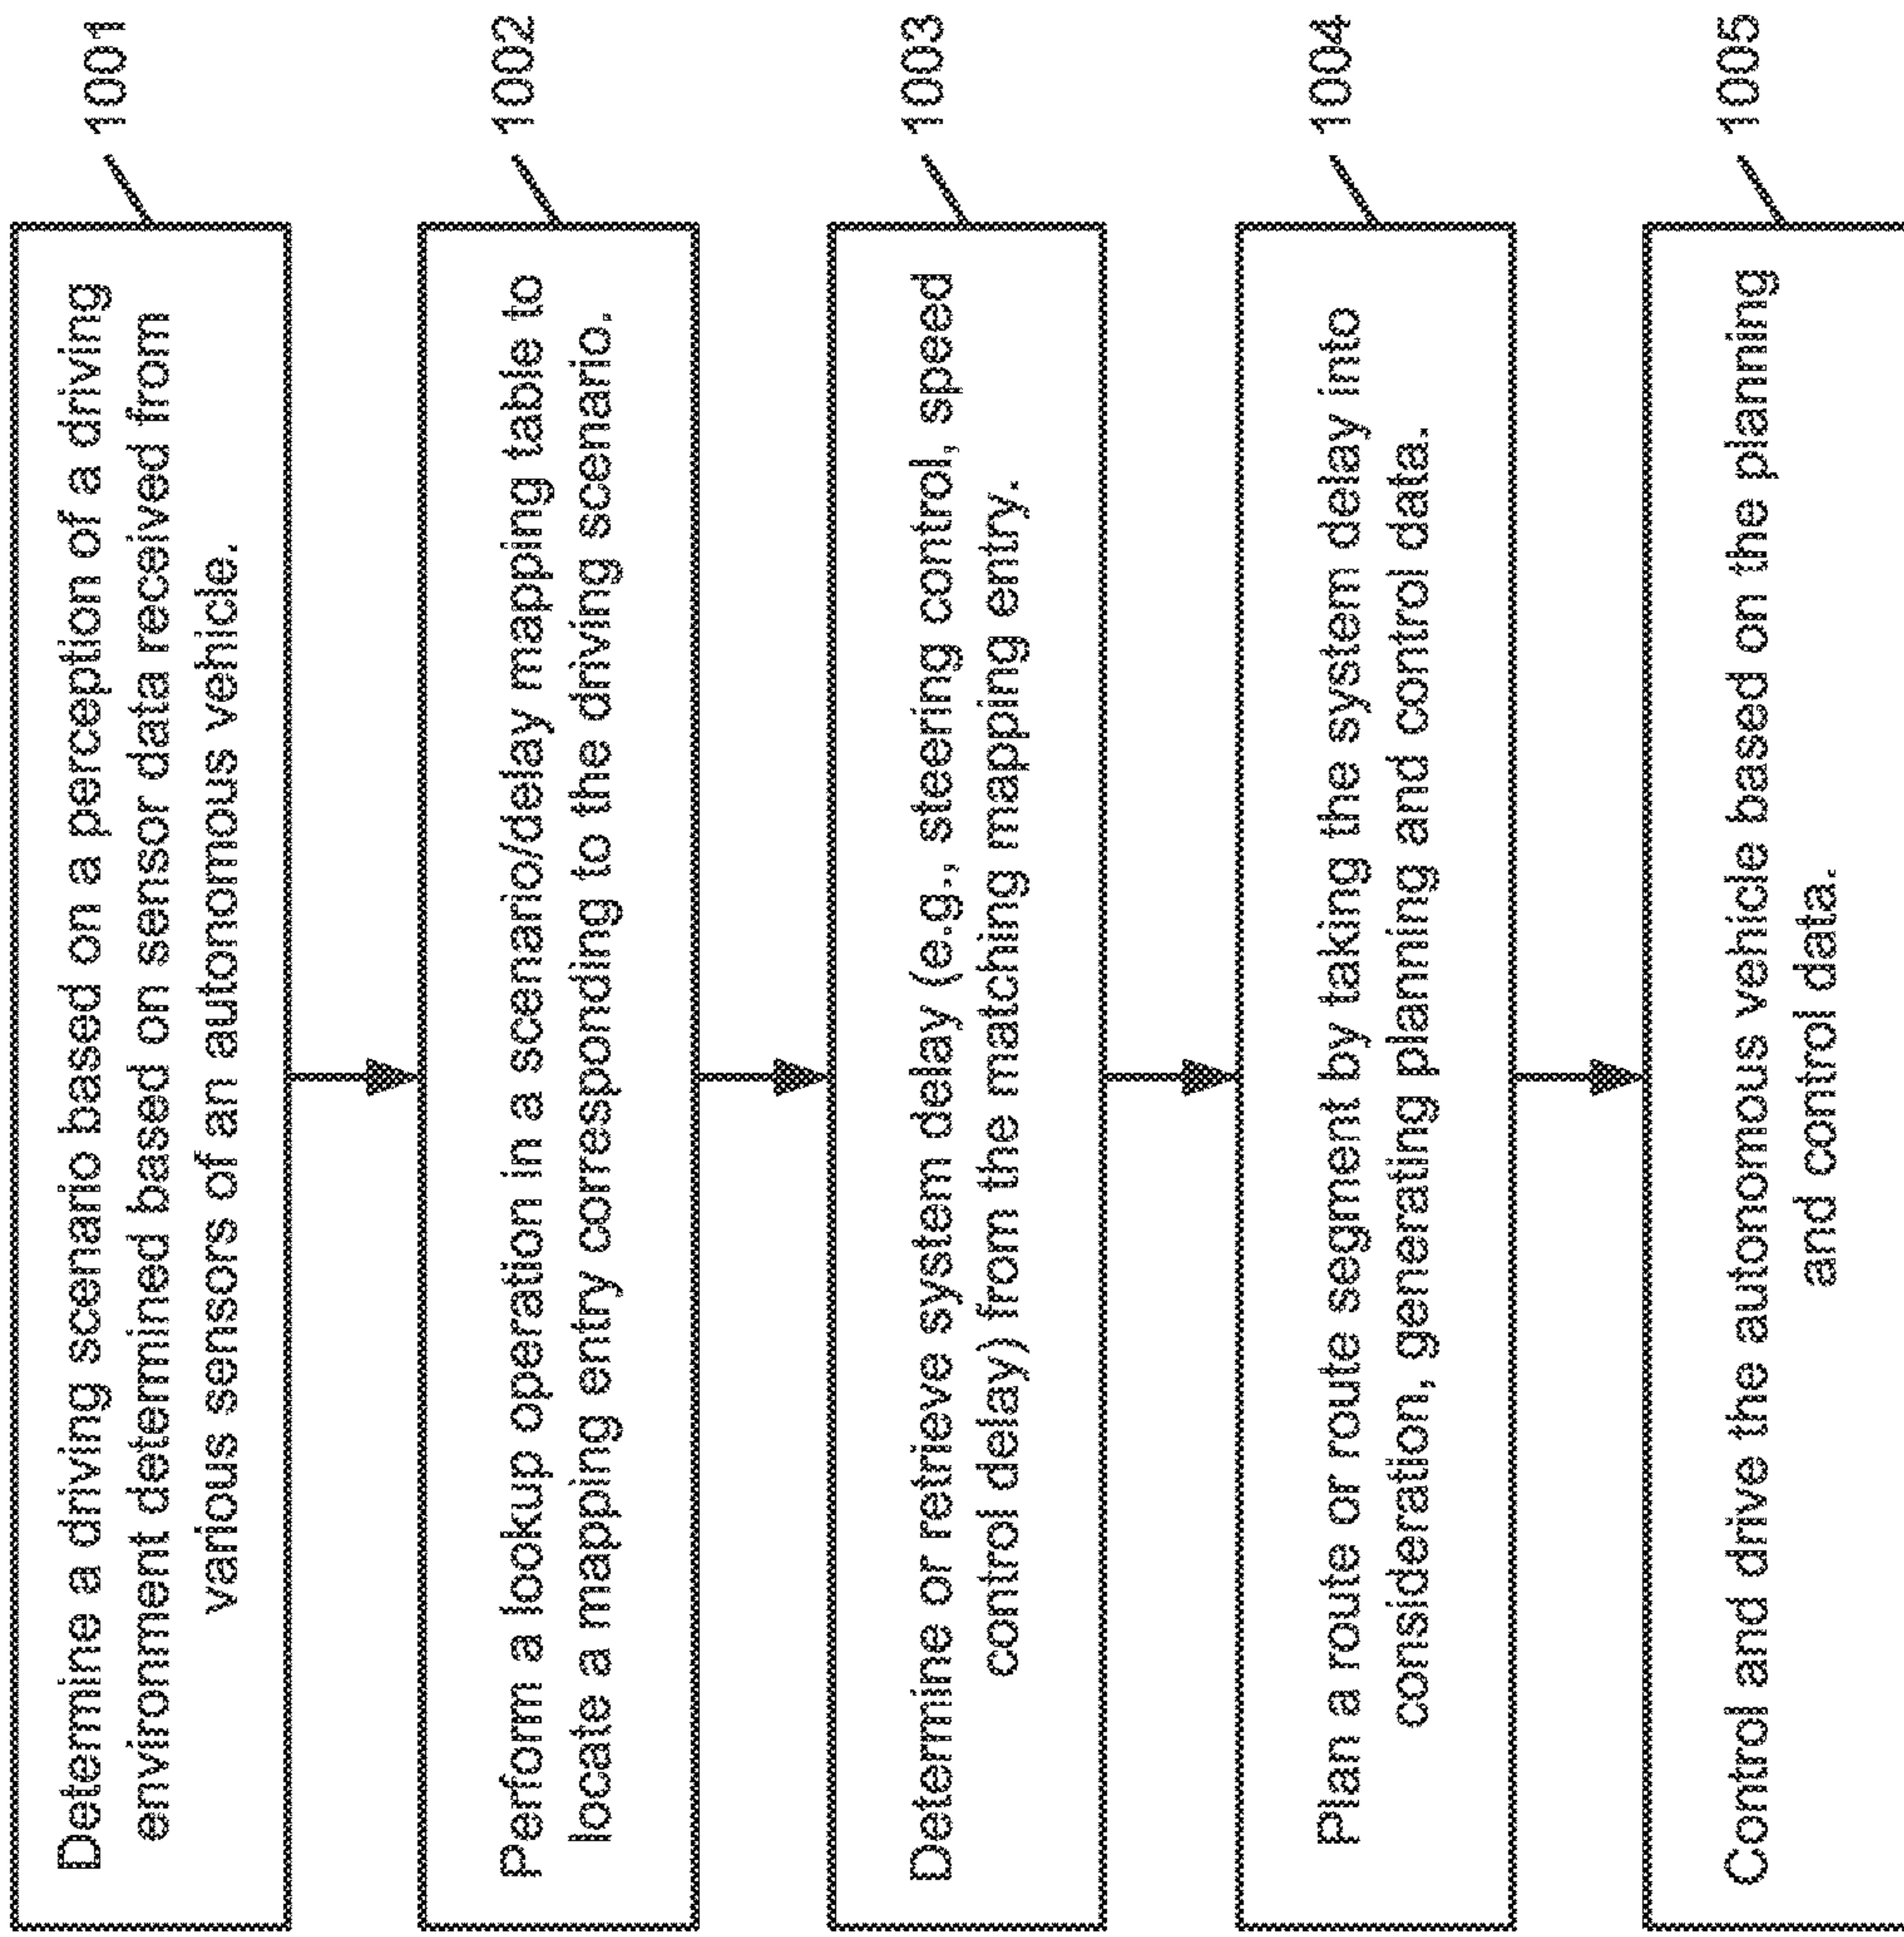 Determine a driving scenario based on a perception of a driving
environment determined based on sensor data received from
various sensors of an autonomous vehicle.
1001
Perform a lookup operation in a scenario/delay mapping table to
locate a mapping entry corresponding to the driving scenario.
1002
Determine or retrieve system delay (e.g., steering control, speed
control delay) from the matching mapping entry.
1003
Plan a route or route segment by taking the system delay into
consideration, generating planning and control data.
1004
Control and drive the autonomous vehicle based on the planning
and control data.
1005